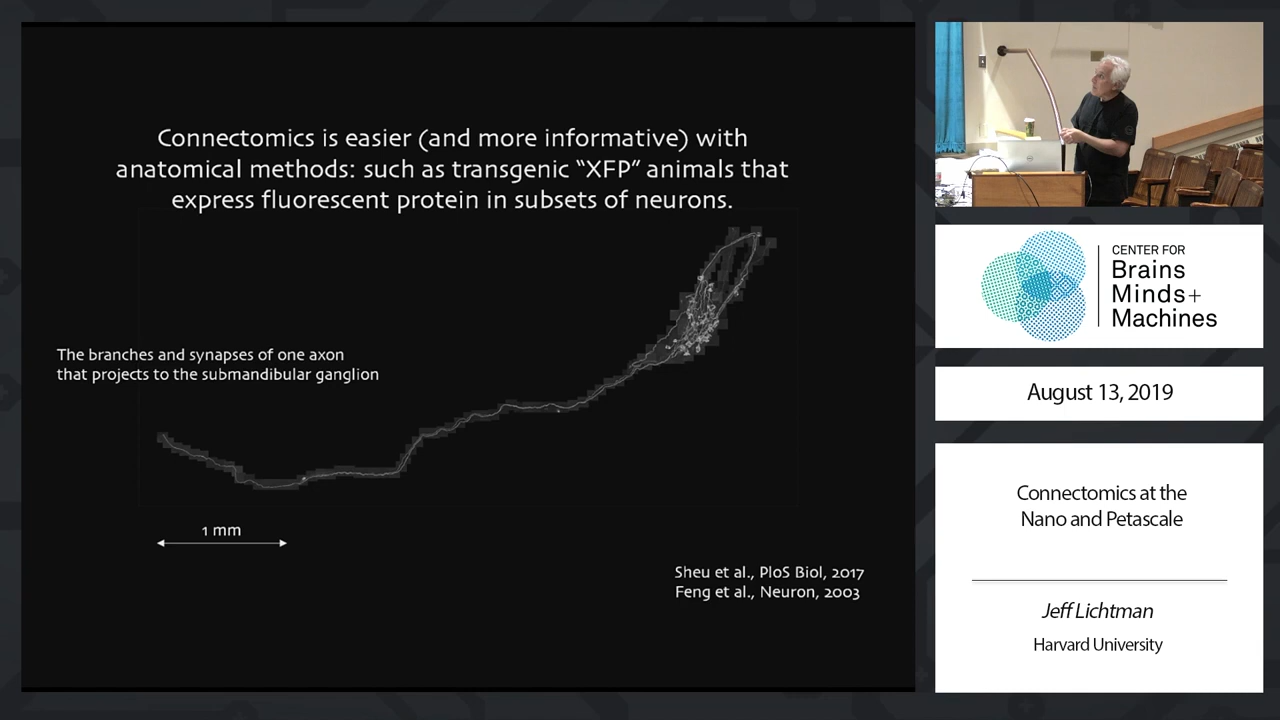 Connectomics is easier (and more informative) with
anatomical methods: such as transgenic “XFP” animals that
express fluorescent protein in subsets of neurons.
The branches and synapses of one axon
that projects to the submandibular ganglion
1 mm
Sheu et al., PloS Biol, 2017
Feng et al., Neuron, 2003
CENTER FOR
Brains
Minds+
Machines
August 13, 2019
Connectomics at the
Nano and Petascale
Jeff Lichtman
Harvard University